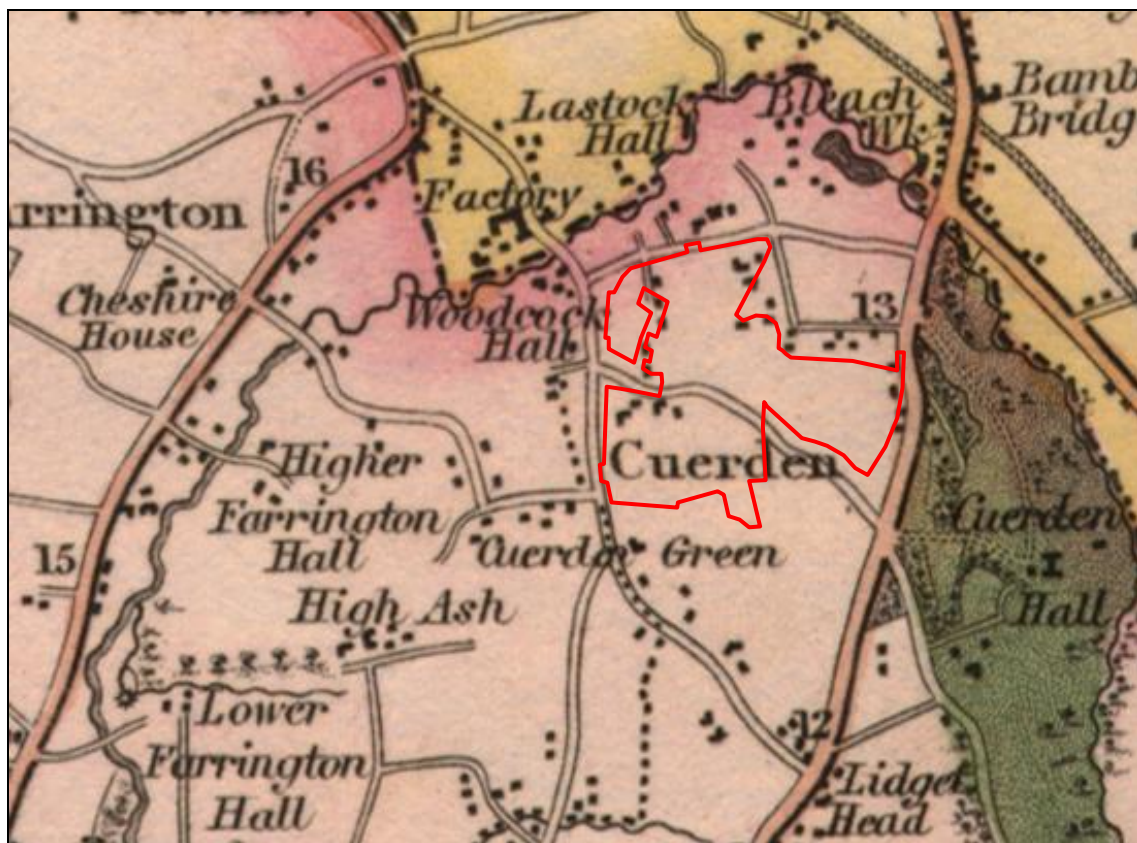 Lastock
Hall
Bleach
Wk.
Bamb
Bridg
16
Factory
arrington
Cheshire
House
Woodcock
Hall
13
Higher
Farrington
Hall
Cuerden
Cuerden Green
Cuerden
Hall
15
High Ash
Lower
Farrington
Hall
12
Lidget
Head